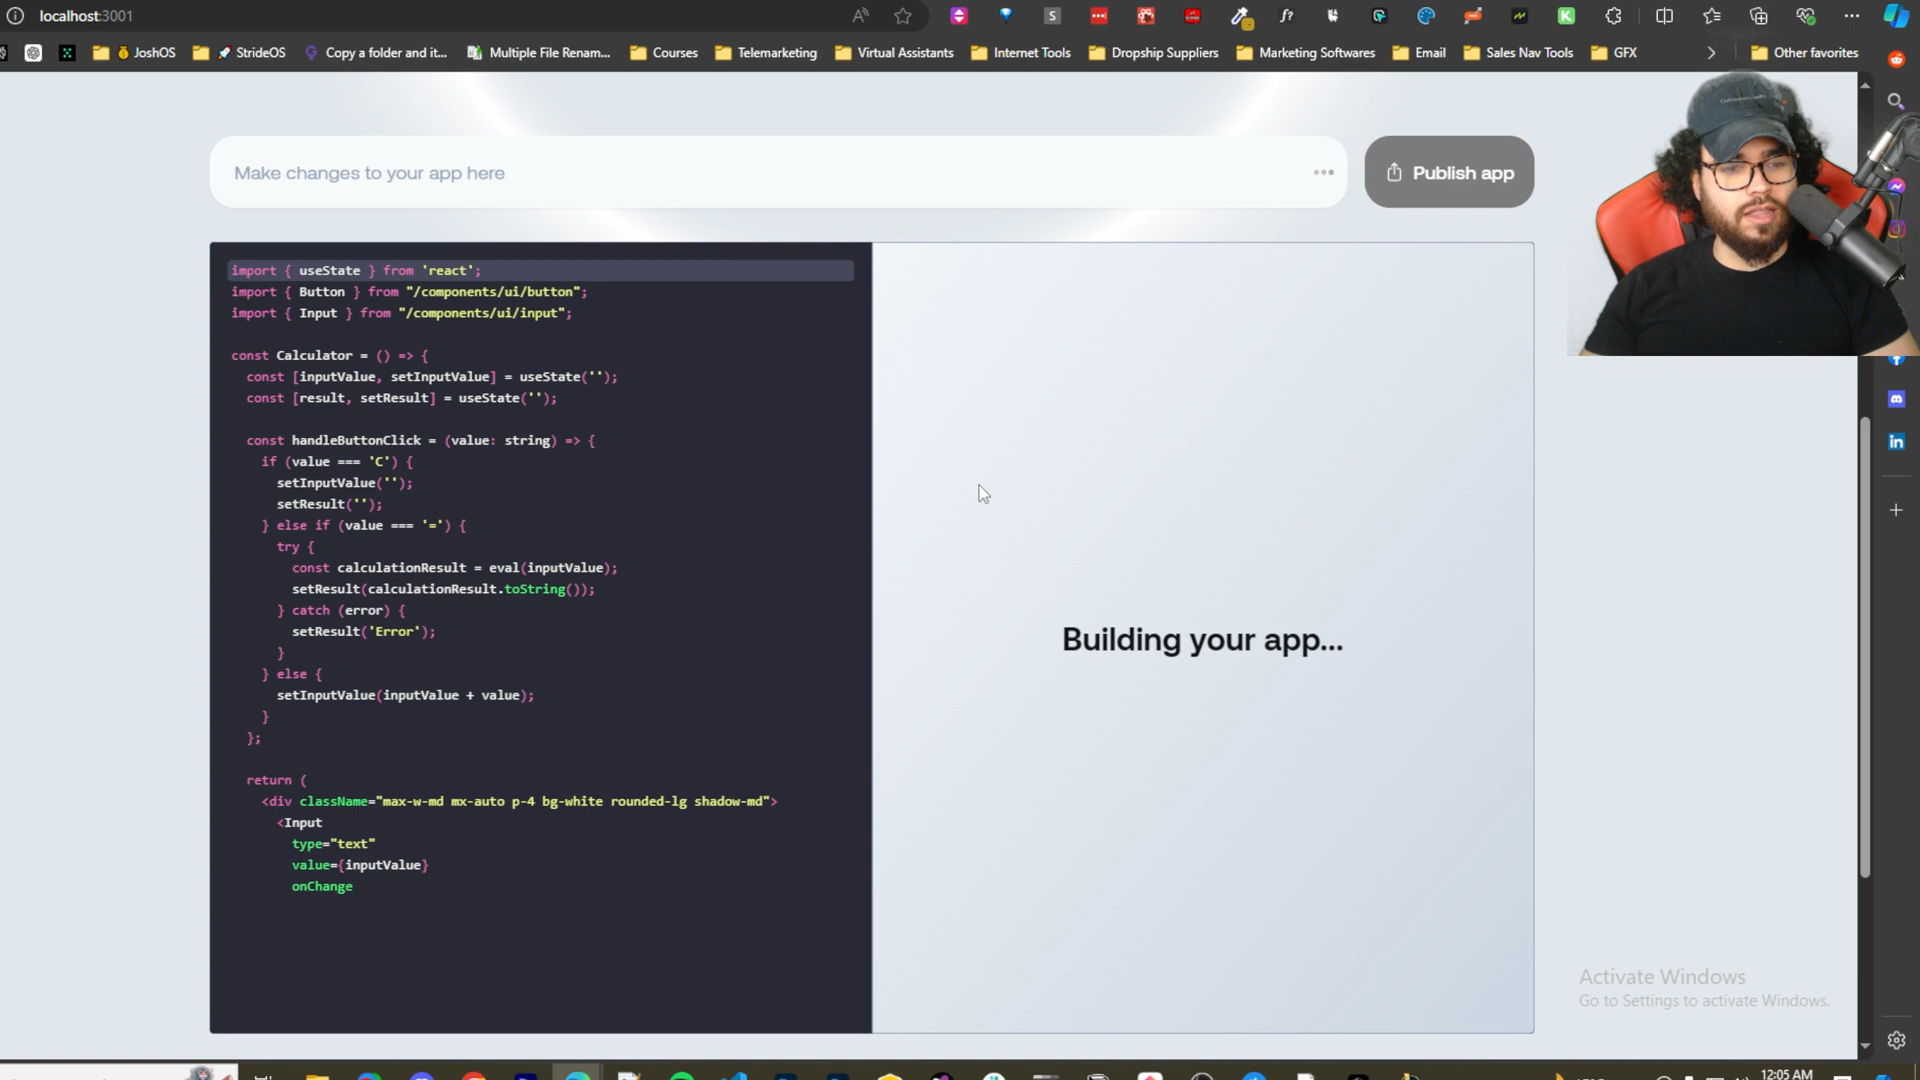 localhost:3001
JoshOS
StrideOS
Copy a folder and it...
Multiple File Renam...
Courses
Telemarketing
Virtual Assistants
Internet Tools
Dropship Suppliers
Marketing Softwares
Email
Sales Nav Tools
GFX
Other favorites
Make changes to your app here
Publish app
import { useState } from 'react';
import { Button } from "/components/ui/button";
import { Input } from "/components/ui/input";
const Calculator = () => {
const [inputValue, setInputValue] = useState('');
const [result, setResult] = useState('');
const handleButtonClick = (value: string) => {
if (value === 'C') {
setInputValue('');
setResult('');
} else if (value === '=') {
try {
const calculationResult = eval(inputValue);
setResult(calculationResult.toString());
} catch (error) {
setResult('Error');
}
} else {
setInputValue(inputValue + value);
}
};
return (
<div className="max-w-md mx-auto p-4 bg-white rounded-lg shadow-md">
<Input
type="text"
value={inputValue}
onChange
Building your app...
Activate Windows
Go to Settings to activate Windows.
12:05 AM